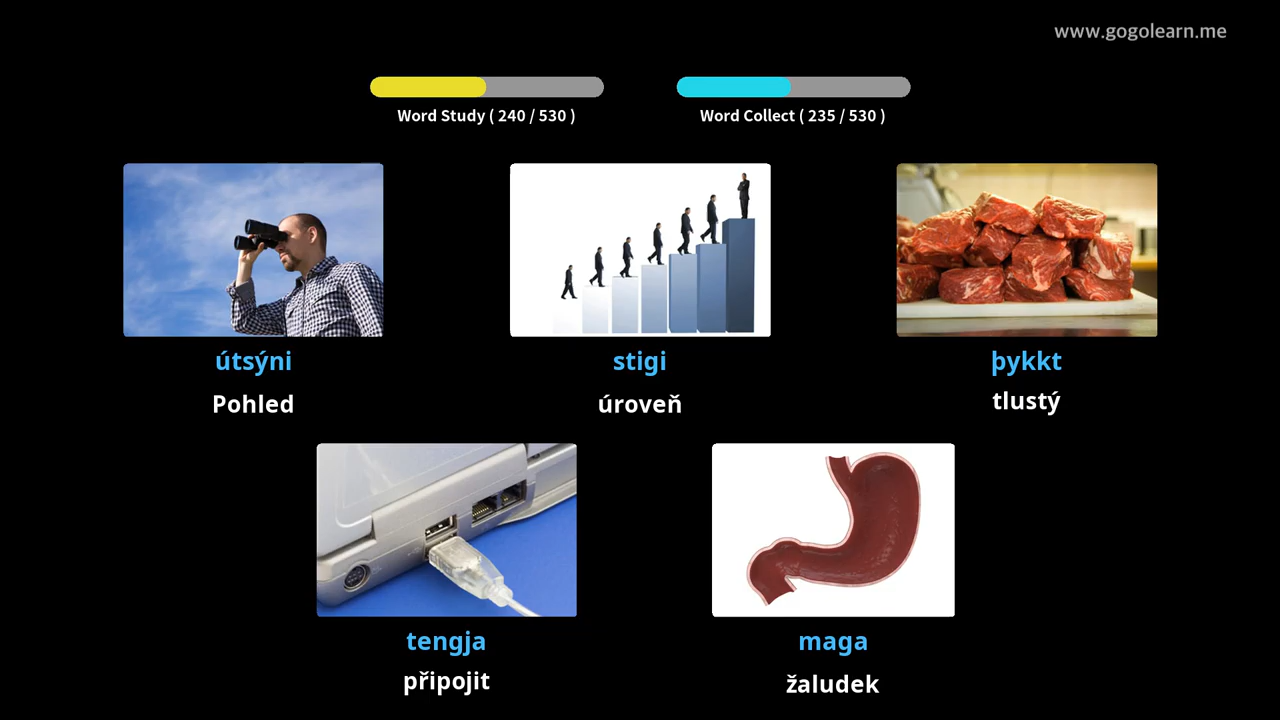 www.gogolearn.me
Word Study ( 240 / 530 )
Word Collect ( 235 / 530 )
útsýni
stigi
þykkt
Pohled
úroveň
tlustý
tengja
maga
připojit
žaludek